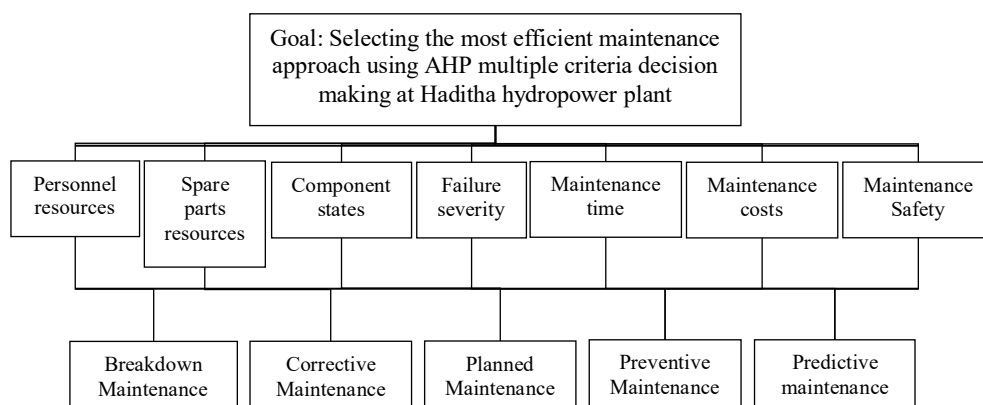 Goal: Selecting the most efficient maintenance
approach using AHP multiple criteria decision
making at Haditha hydropower plant
Personnel
resources
Spare
parts
resources
Component
states
Failure
severity
Maintenance
time
Maintenance
costs
Maintenance
Safety
Breakdown
Maintenance
Corrective
Maintenance
Planned
Maintenance
Preventive
Maintenance
Predictive
maintenance